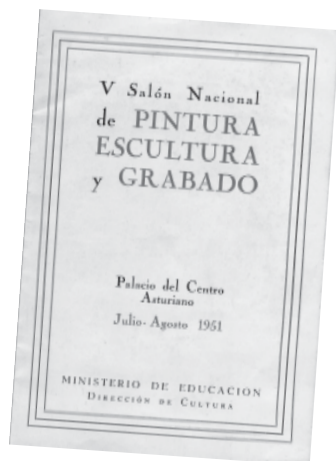 V Salón Nacional
de PINTURA
ESCULTURA
y GRABADO
Palacio del Centro
Asturiano
Julio-Agosto 1951
MINISTERIO DE EDUCACION
DIRECCIÓN DE CULTURA